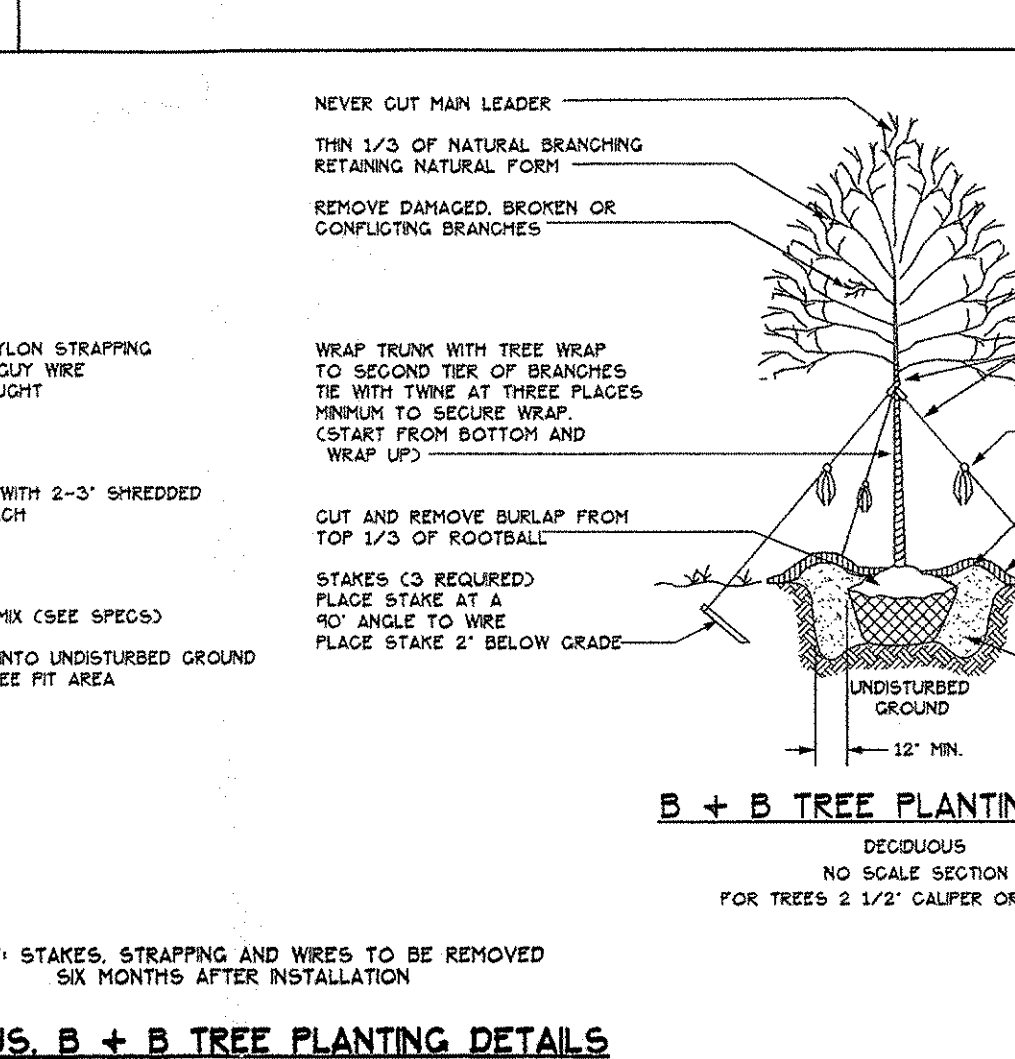 NEVER CUT MAIN LEADER
THIN 1/3 OF NATURAL BRANCHING
RETAINING NATURAL FORM
REMOVE DAMAGED, BROKEN OR
CONFLICTING BRANCHES
YLON STRAPPING
GUY WIRE
UGHT
WRAP TRUNK WITH TREE WRAP
TO SECOND TIER OF BRANCHES
TIE WITH TWINE AT THREE PLACES
MINIMUM TO SECURE WRAP.
(START FROM BOTTOM AND
WRAP UP)
WITH 2-3" SHREDDED
LCH
CUT AND REMOVE BURLAP FROM
TOP 1/3 OF ROOTBALL
STAKES (3 REQUIRED)
PLACE STAKE AT A
90° ANGLE TO WIRE
PLACE STAKE 2" BELOW GRADE
MIX (SEE SPECS)
INTO UNDISTURBED GROUND
EE PIT AREA
UNDISTURBED
GROUND
12" MIN.
B + B TREE PLANTIN
DECIDUOUS
NO SCALE SECTION
FOR TREES 2 1/2" CALIPER OR
: STAKES, STRAPPING AND WIRES TO BE REMOVED
SIX MONTHS AFTER INSTALLATION
US, B + B TREE PLANTING DETAILS